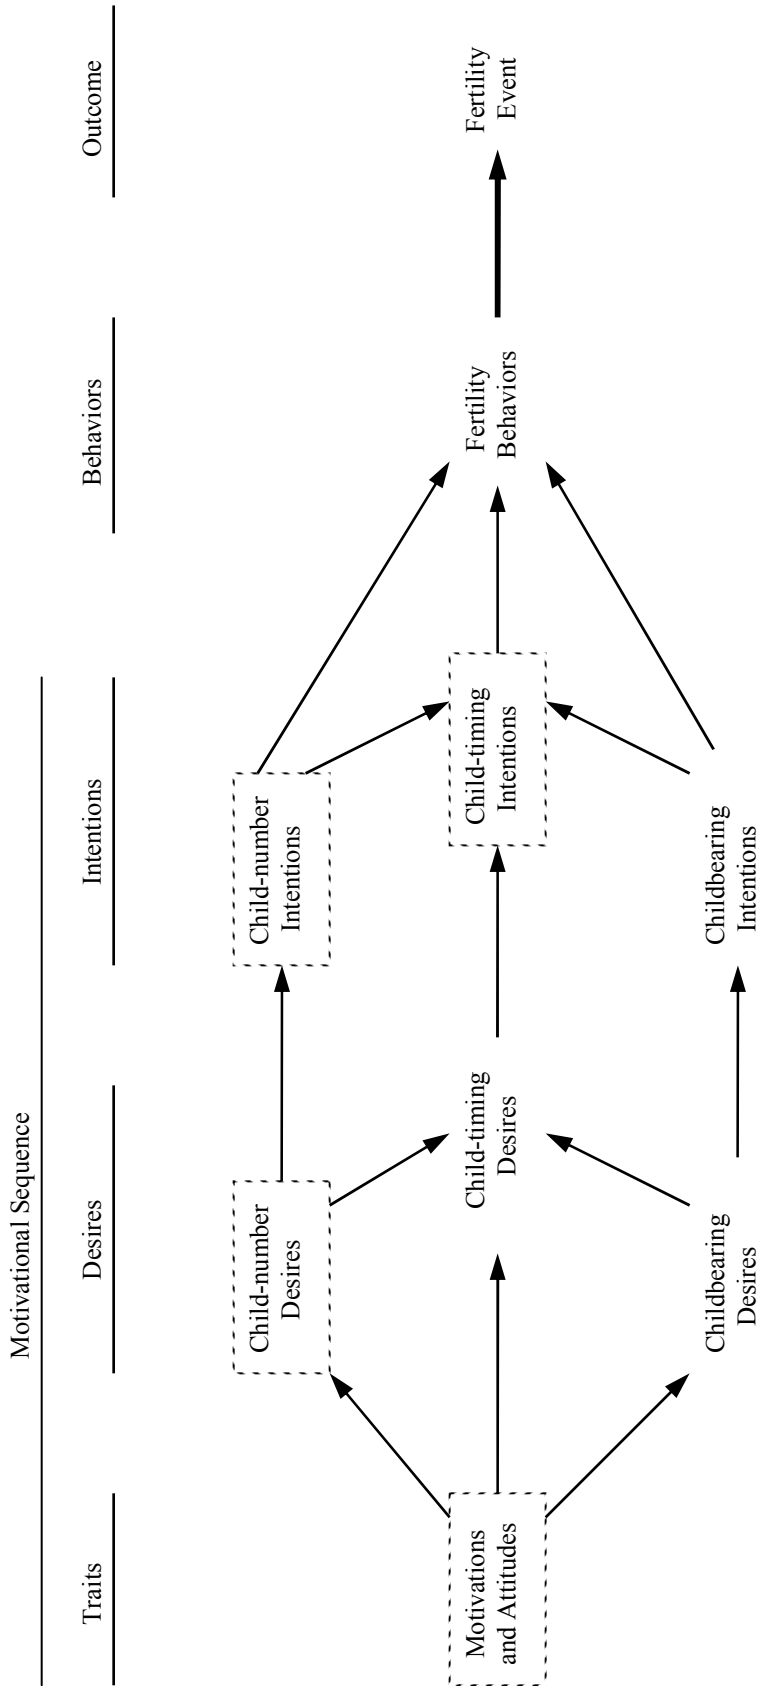 Motivational Sequence
Traits
Desires
Intentions
Behaviors
Outcome
Child-number
Desires
Child-number
Intentions
Motivations
and Attitudes
Child-timing
Desires
Child-timing
Intentions
Fertility
Behaviors
Fertility
Event
Childbearing
Desires
Childbearing
Intentions